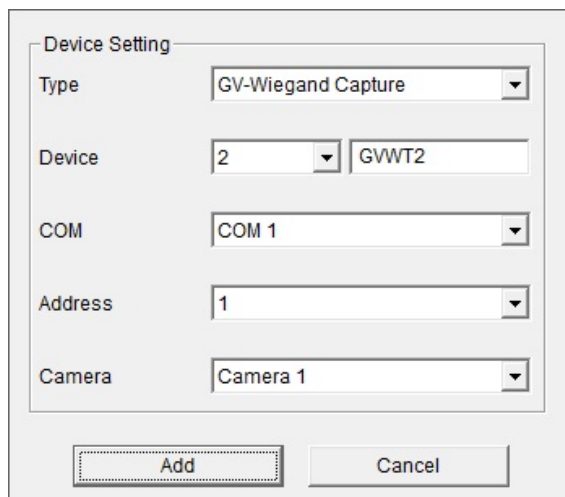 Device Setting
Type GV-Wiegand Capture
Device 2 GVWT2
COM COM 1
Address 1
Camera Camera 1
Add Cancel